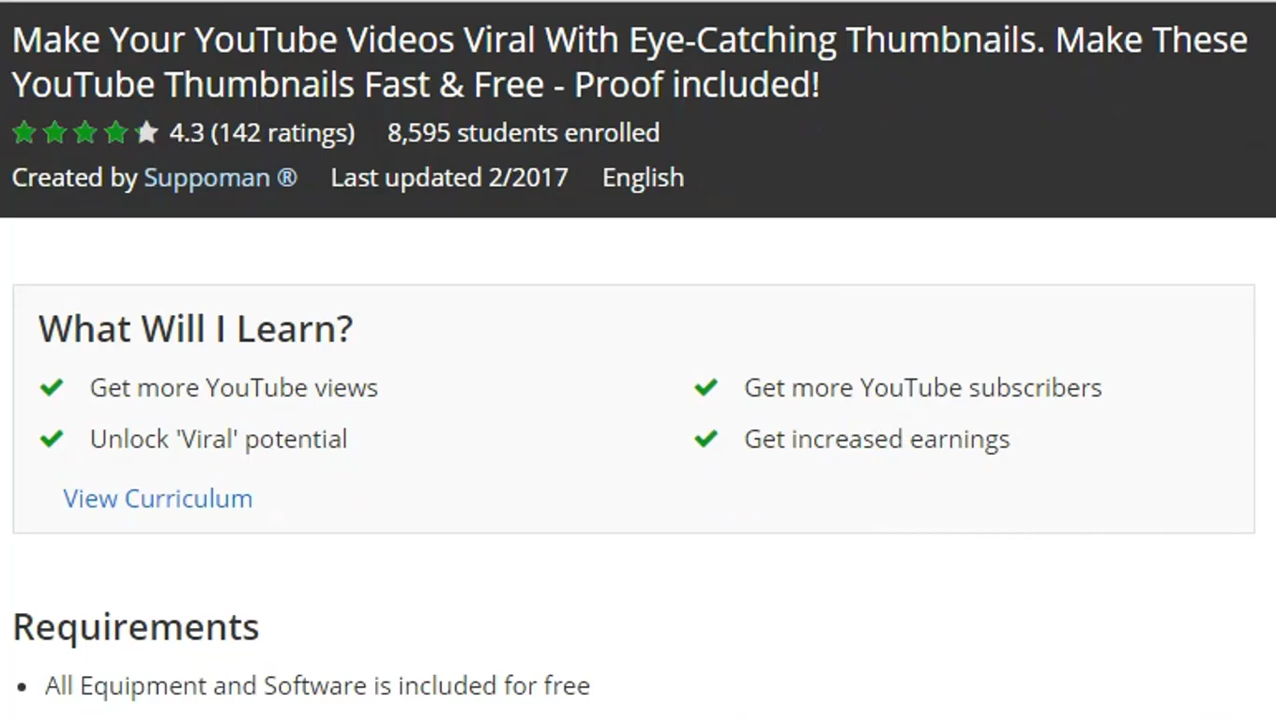 Make Your YouTube Videos Viral With Eye-Catching Thumbnails. Make These
YouTube Thumbnails Fast & Free - Proof included!
4.3 (142 ratings) 8,595 students enrolled
Created by Suppoman ® Last updated 2/2017 English
What Will I Learn?
Get more YouTube views Get more YouTube subscribers
Unlock 'Viral' potential Get increased earnings
View Curriculum
Requirements
• All Equipment and Software is included for free